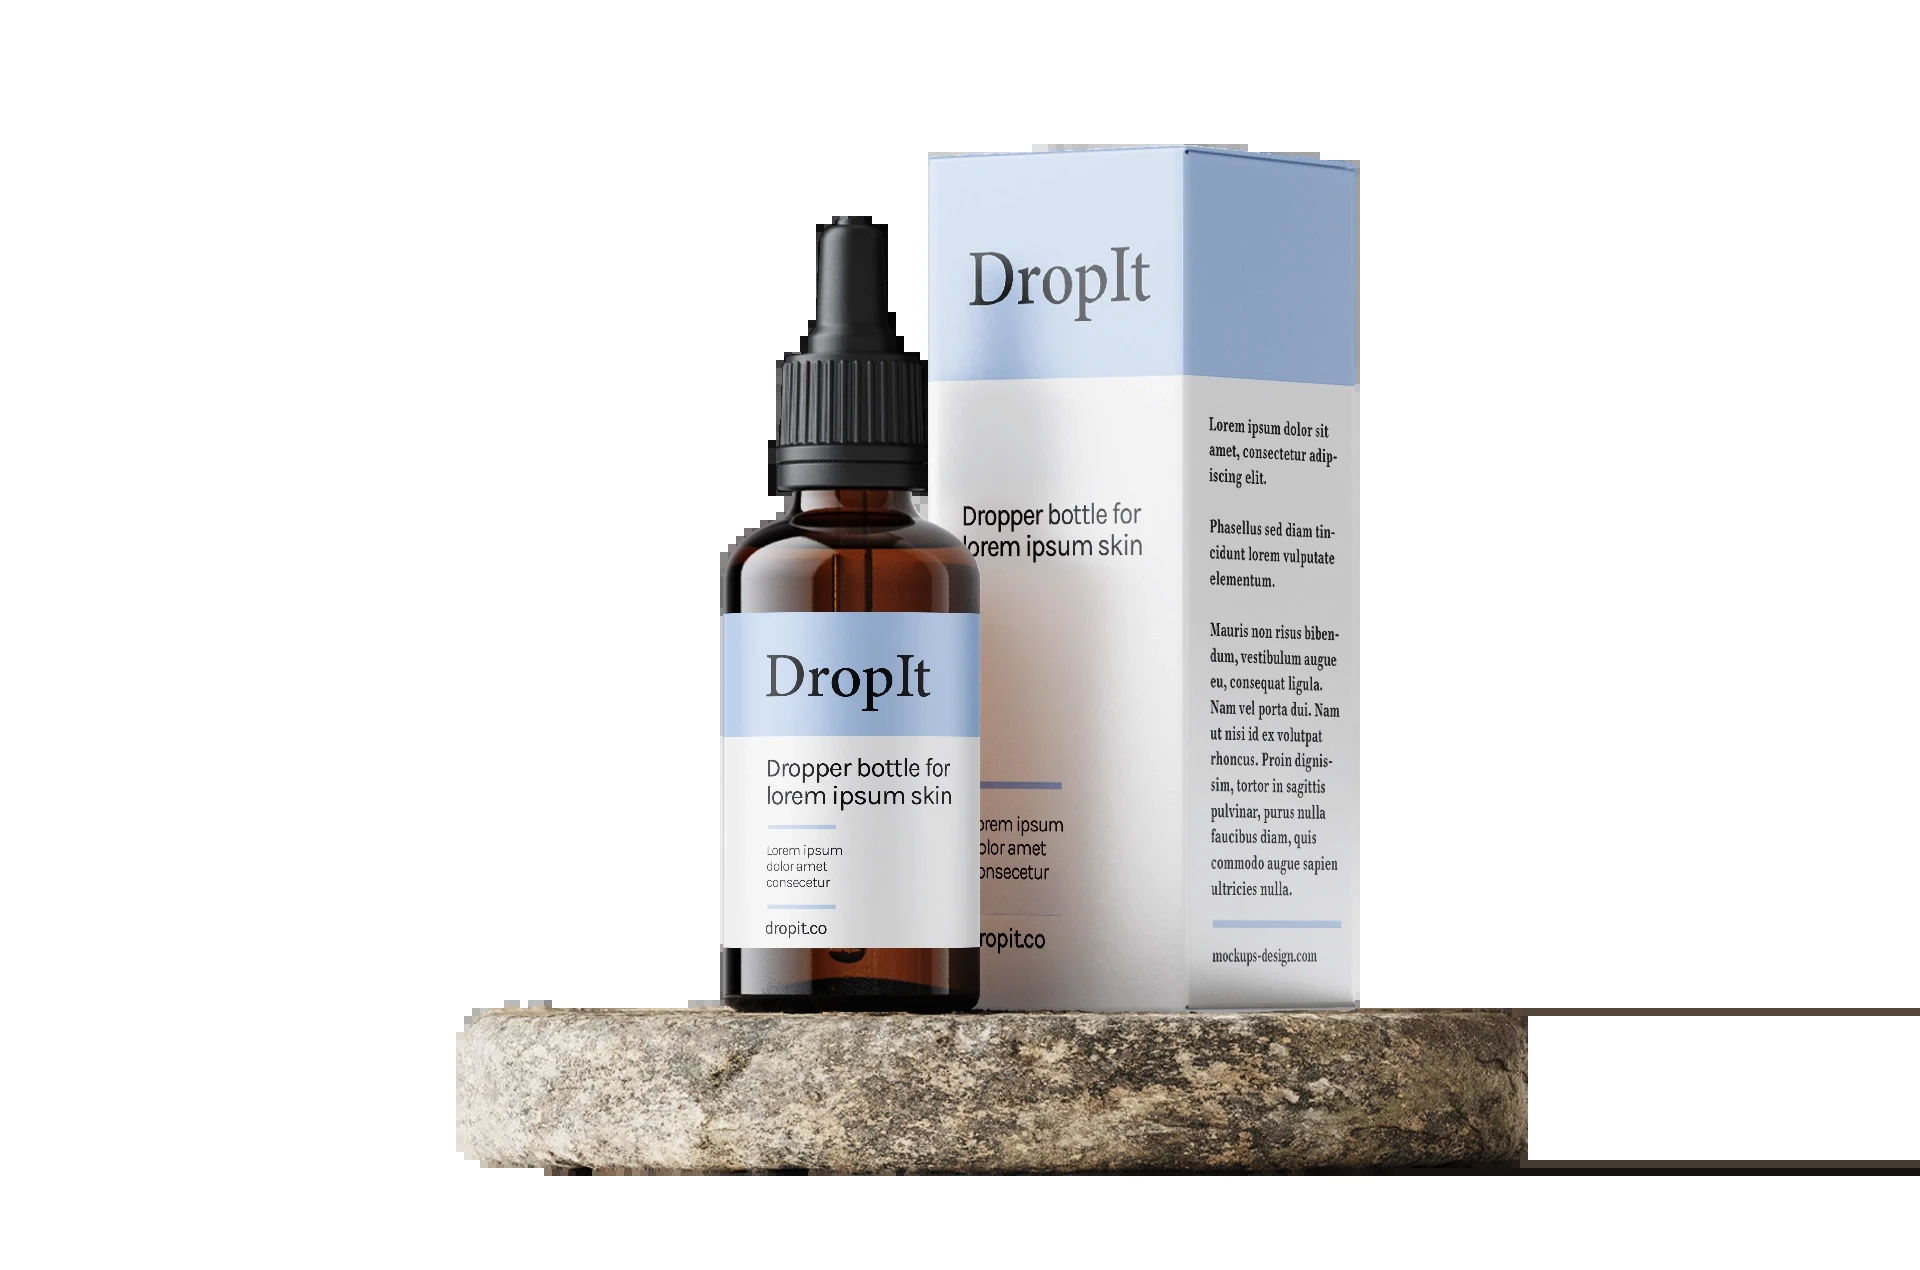 DropIt
Dropper bottle for
lorem ipsum skin
Lorem ipsum
dolor amet
consectur
dropit.co
DropIt
Dropper bottle for
lorem ipsum skin
orem ipsum
olor amet
onsecetur
ropit.co
Lorem ipsum dolor sit
amet, consectetur adip-
iscing elit.
Phasellus sed diam tin-
cidunt lorem vulputate
elementum.
Mauris non risus biben-
dum, vestibulum augue
eu, consequat ligula.
Nam vel porta dui. Nam
ut nisi id ex volutpat
rhoncus. Proin dignis-
sim, tortor in sagittis
pulvinar, purus nulla
faucibus diam, quis
commodo augue sapien
ultricies nulla.
mockups-design.com